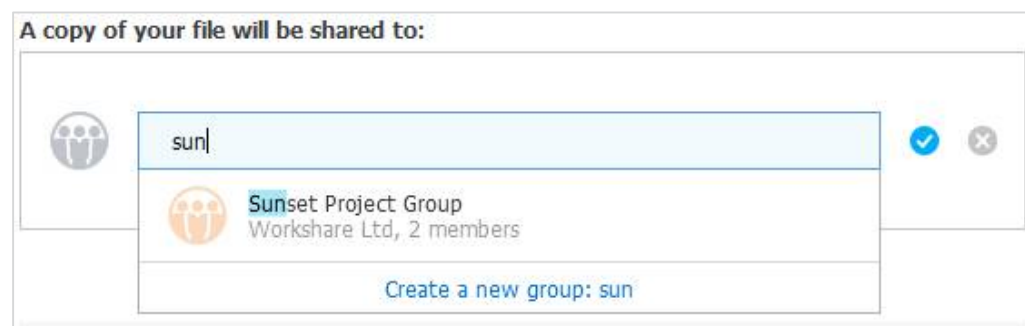 A copy of your file will be shared to:
sun
Sunset Project Group
Workshare Ltd, 2 members
Create a new group: sun